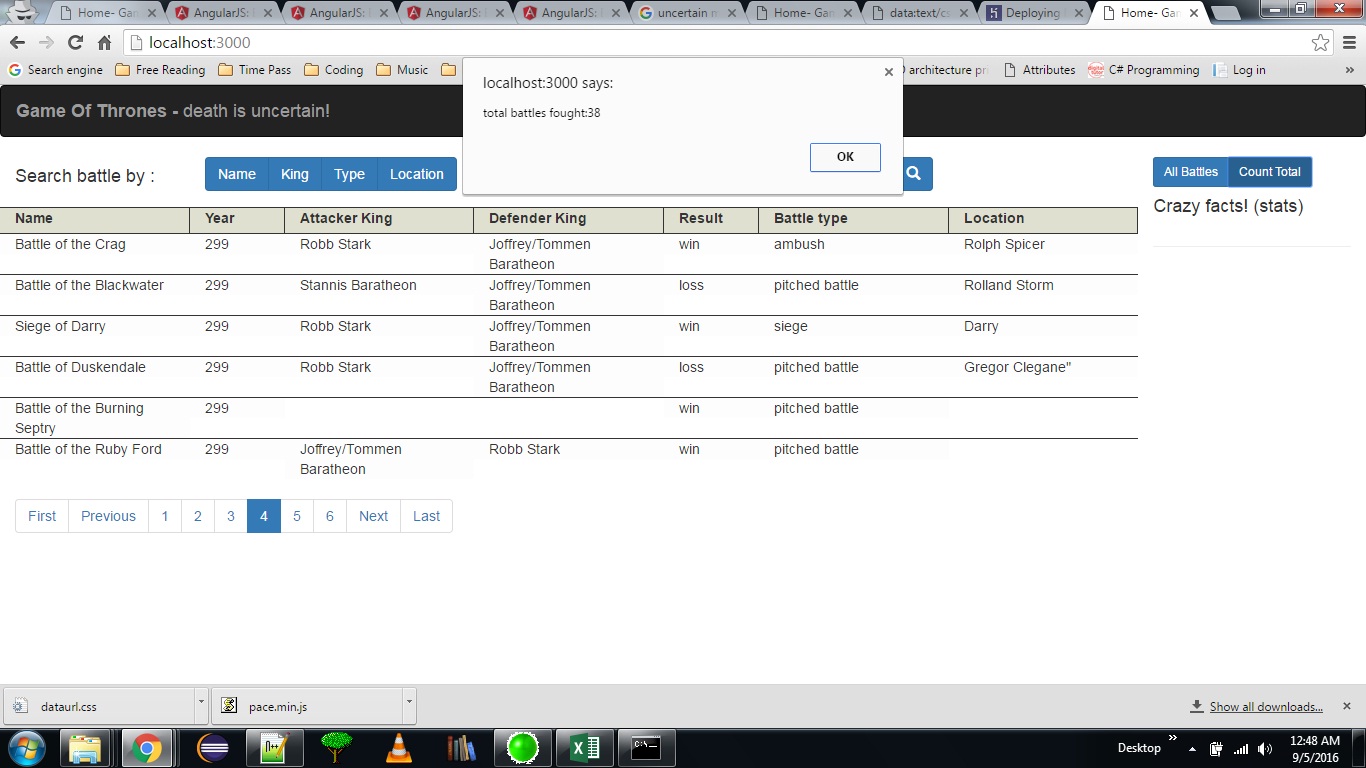 Home- Gam
AngularJS: 
AngularJS: 
AngularJS: 
AngularJS: 
uncertain m
Home- Gam
data:text/cs
Deploying
Home- Gam
localhost:3000
Search engine
Free Reading
Time Pass
Coding
Music
architecture pri
Attributes
C# Programming
Log in
»
localhost:3000 says:
total battles fought:38
OK
Game Of Thrones - death is uncertain!
Search battle by :
Name King Type Location
All Battles Count Total
Crazy facts! (stats)
Name Year Attacker King Defender King Result Battle type Location
Battle of the Crag 299 Robb Stark Joffrey/Tommen win ambush Rolph Spicer
Baratheon
Battle of the Blackwater 299 Stannis Baratheon Joffrey/Tommen loss pitched battle Rolland Storm
Baratheon
Siege of Darry 299 Robb Stark Joffrey/Tommen win siege Darry
Baratheon
Battle of Duskendale 299 Robb Stark Joffrey/Tommen loss pitched battle Gregor Clegane"
Baratheon
Battle of the Burning 299 win pitched battle
Septry
Battle of the Ruby Ford 299 Joffrey/Tommen Robb Stark win pitched battle
Baratheon
First Previous 1 2 3 4 5 6 Next Last
dataurl.css
pace.min.js
Show all downloads...
Desktop
»
12:48 AM
9/5/2016